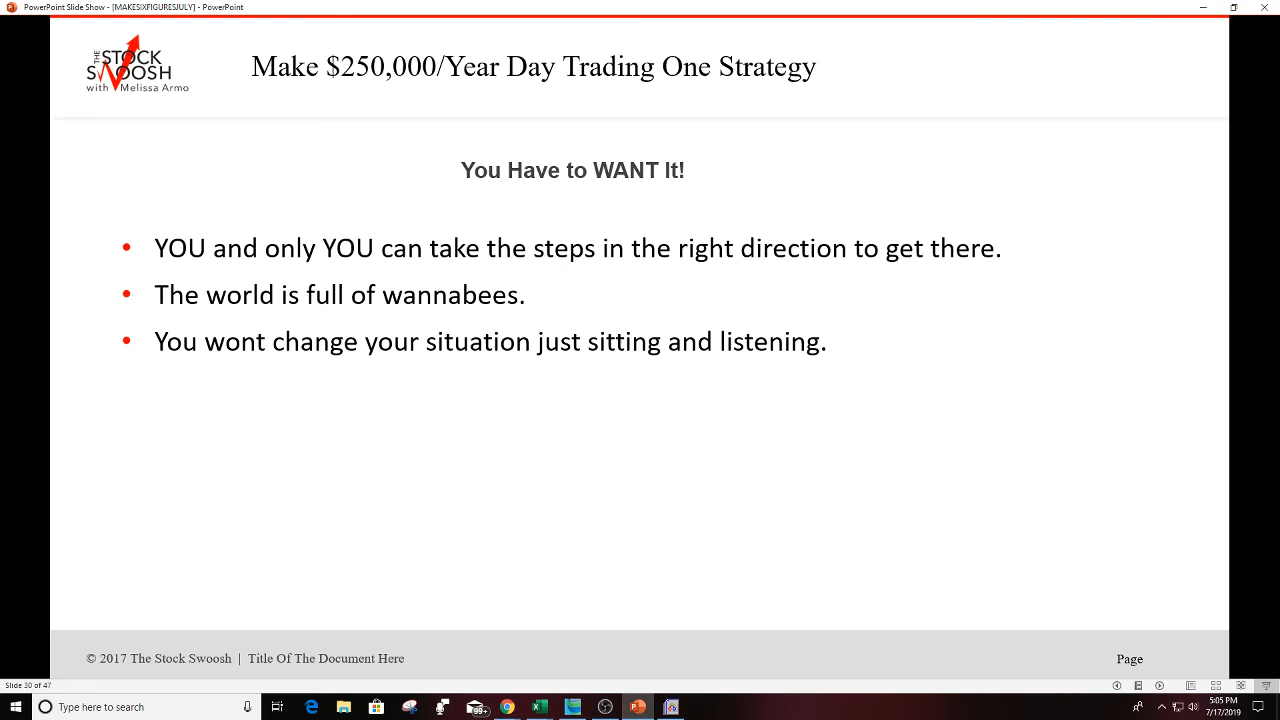 PowerPoint Slide Show - [MAKESIXFIGURESJULY] - PowerPoint
THE STOCK
SWOOSH
with Melissa Armo
Make $250,000/Year Day Trading One Strategy
You Have to WANT It!
• YOU and only YOU can take the steps in the right direction to get there.
• The world is full of wannabees.
• You wont change your situation just sitting and listening.
© 2017 The Stock Swoosh | Title Of The Document Here
Page
Slide 30 of 47
Type here to search
99+
5:05 PM
7/17/2019